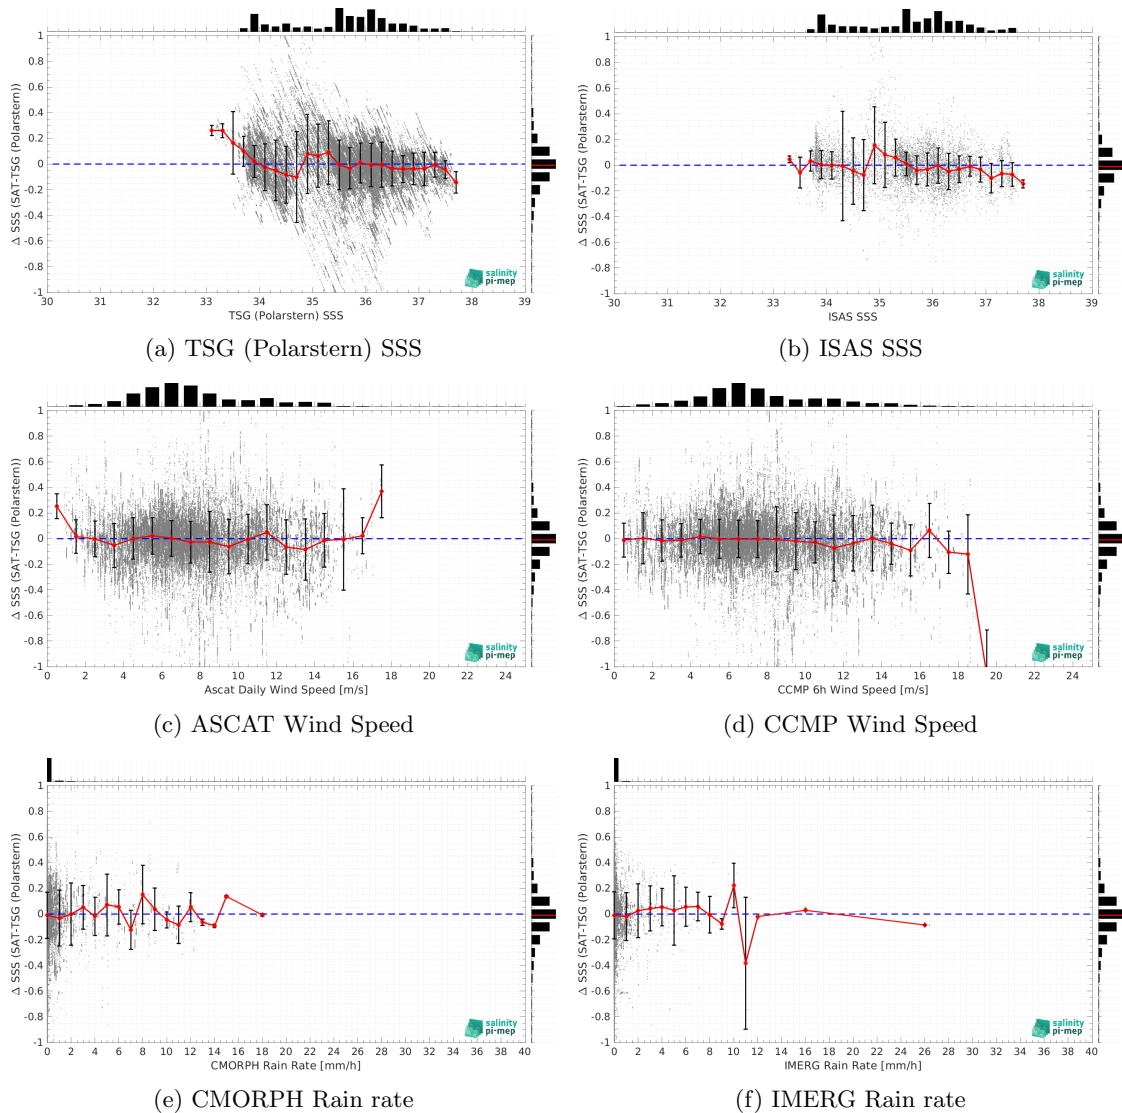 1
0.8
0.6
0.4
0.2
0
-0.2
-0.4
-0.6
-0.8
-1
Δ SSS (SAT-TSG (Polarstern))
30 31 32 33 34 35 36 37 38 39
TSG (Polarstern) SSS
salinity
pi-mep
(a) TSG (Polarstern) SSS
1
0.8
0.6
0.4
0.2
0
-0.2
-0.4
-0.6
-0.8
-1
Δ SSS (SAT-TSG (Polarstern))
30 31 32 33 34 35 36 37 38 39
ISAS SSS
salinity
pi-mep
(b) ISAS SSS
1
0.8
0.6
0.4
0.2
0
-0.2
-0.4
-0.6
-0.8
-1
Δ SSS (SAT-TSG (Polarstern))
0 2 4 6 8 10 12 14 16 18 20 22 24
Ascat Daily Wind Speed [m/s]
salinity
pi-mep
(c) ASCAT Wind Speed
1
0.8
0.6
0.4
0.2
0
-0.2
-0.4
-0.6
-0.8
-1
Δ SSS (SAT-TSG (Polarstern))
0 2 4 6 8 10 12 14 16 18 20 22 24
CCMP 6h Wind Speed [m/s]
salinity
pi-mep
(d) CCMP Wind Speed
1
0.8
0.6
0.4
0.2
0
-0.2
-0.4
-0.6
-0.8
-1
Δ SSS (SAT-TSG (Polarstern))
0 2 4 6 8 10 12 14 16 18 20 22 24 26 28 30 32 34 36 38 40
CMORPH Rain Rate [mm/h]
salinity
pi-mep
(e) CMORPH Rain rate
1
0.8
0.6
0.4
0.2
0
-0.2
-0.4
-0.6
-0.8
-1
Δ SSS (SAT-TSG (Polarstern))
0 2 4 6 8 10 12 14 16 18 20 22 24 26 28 30 32 34 36 38 40
IMERG Rain Rate [mm/h]
salinity
pi-mep
(f) IMERG Rain rate